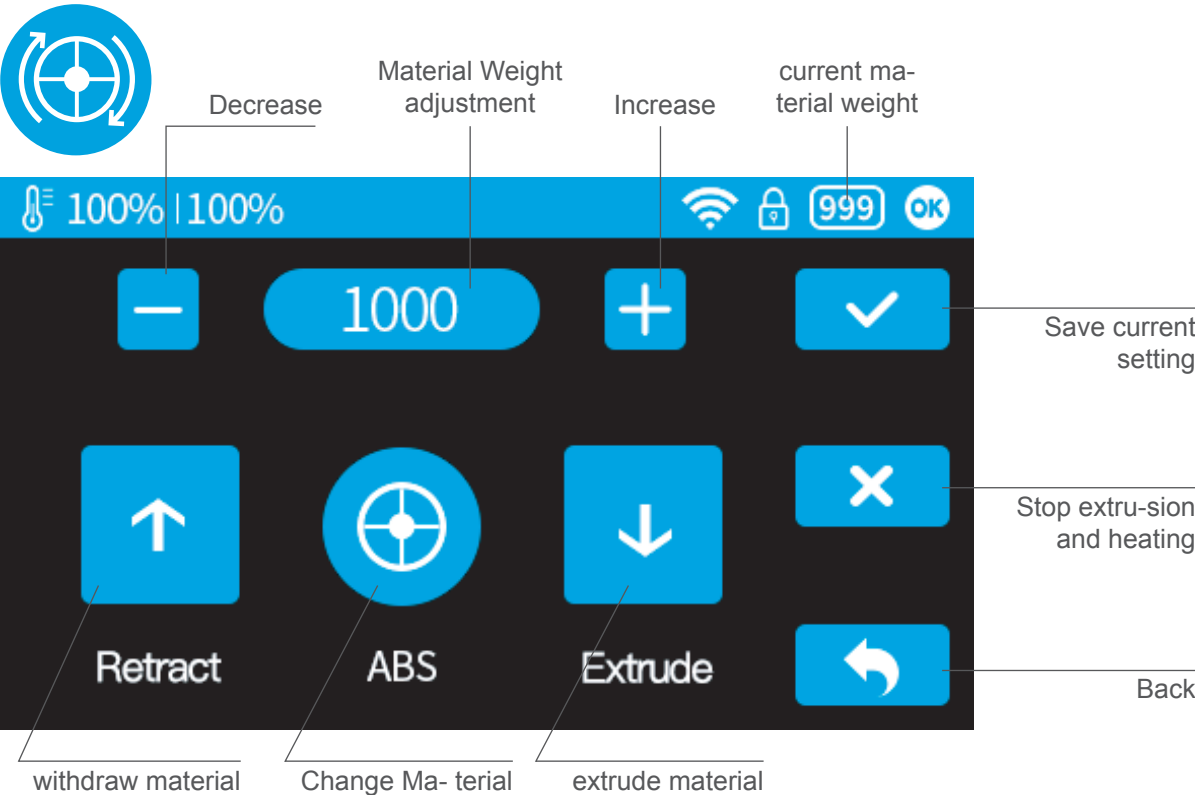 Decrease
Material Weight
adjustment
Increase
current ma-
terial weight
100% | 100%
999
OK
1000
Save current
setting
Stop extru-sion
and heating
Retract
ABS
Extrude
Back
withdraw material
Change Ma- terial
extrude material